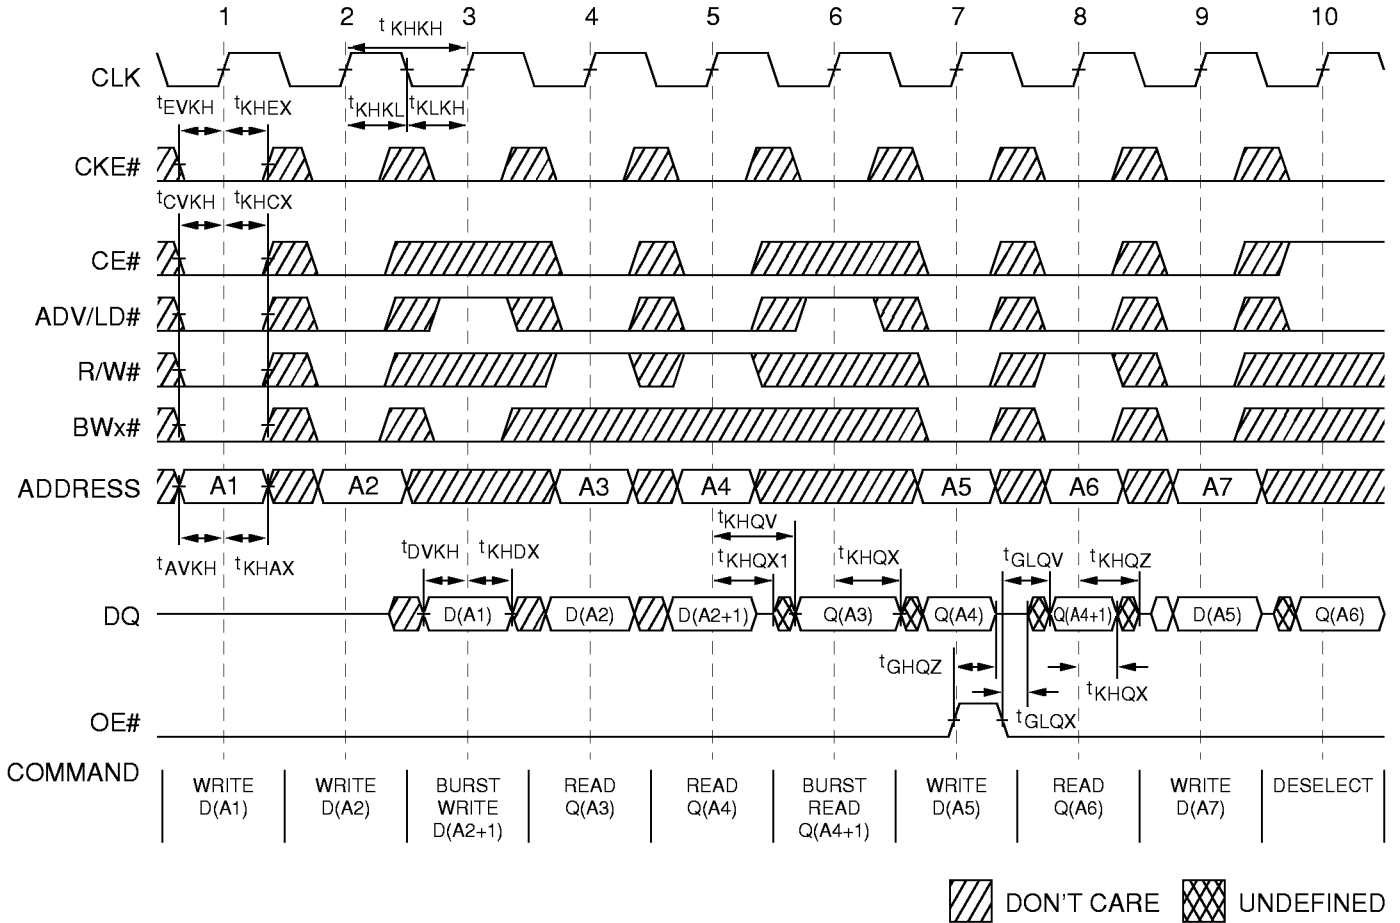 1 2 3 4 5 6 7 8 9 10
tKHKH
CLK
tEVKH tKHEX tKHKL tKLKH
CKE#
tCVKH tKHCX
CE#
ADV/LD#
R/W#
BWx#
ADDRESS A1 A2 A3 A4 A5 A6 A7
tKHQV
tDVKH tKHDX tKHQX1 tKHQX tGLQV tKHQZ
tAVKH tKHAX
DQ D(A1) D(A2) D(A2+1) Q(A3) Q(A4) Q(A4+1) D(A5) Q(A6)
tGHQZ tKHQX
tGLQX
OE#
COMMAND
WRITE D(A1)
WRITE D(A2)
BURST WRITE D(A2+1)
READ Q(A3)
READ Q(A4)
BURST READ Q(A4+1)
WRITE D(A5)
READ Q(A6)
WRITE D(A7)
DESELECT
DON'T CARE UNDEFINED